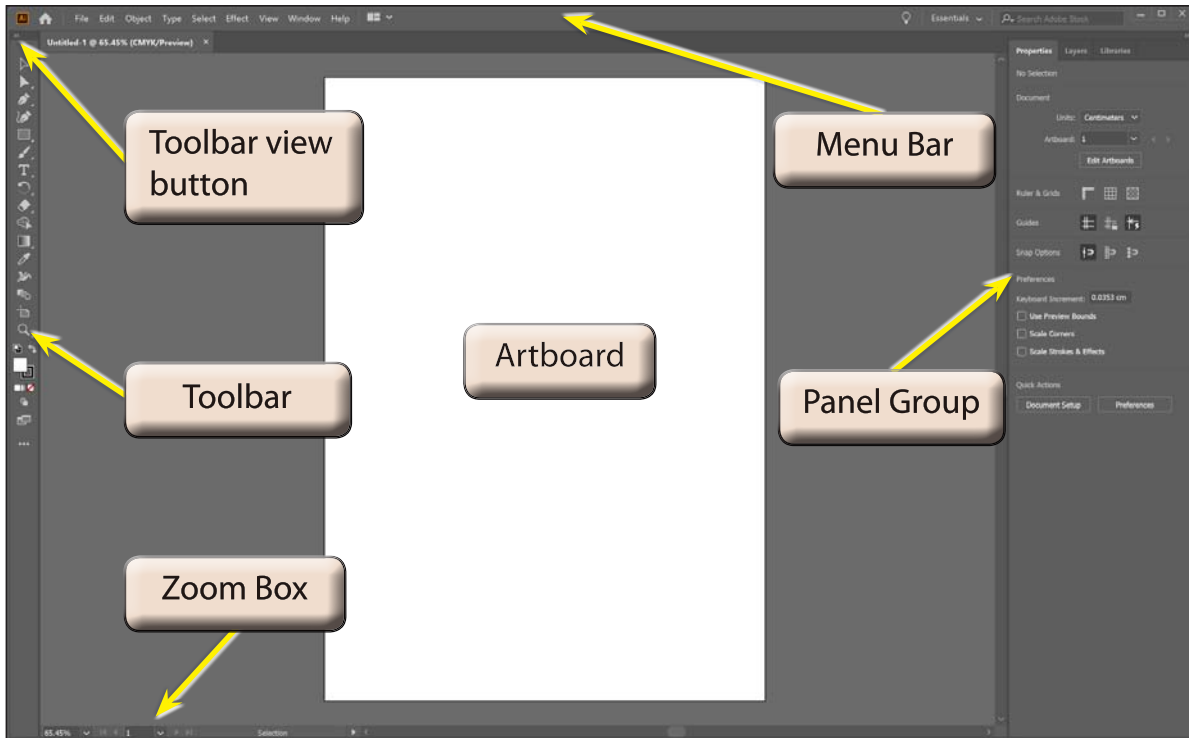 Ai File Edit Object Type Select Effect View Window Help Essentials Search Adobe Stock
Untitled-1 @ 65.45% (CMYK/Preview) ×
Properties Layers Libraries
No Selection
Document
Units: Centimeters
Artboard: 1
Edit Artboards
Ruler & Grids
Guides
Snap Options
Preferences
Keyboard Increment: 0.0353 cm
Use Preview Bounds
Scale Corners
Scale Strokes & Effects
Quick Actions
Document Setup Preferences
Toolbar view
button
Menu Bar
Artboard
Toolbar
Panel Group
Zoom Box
65.45% 1 Selection